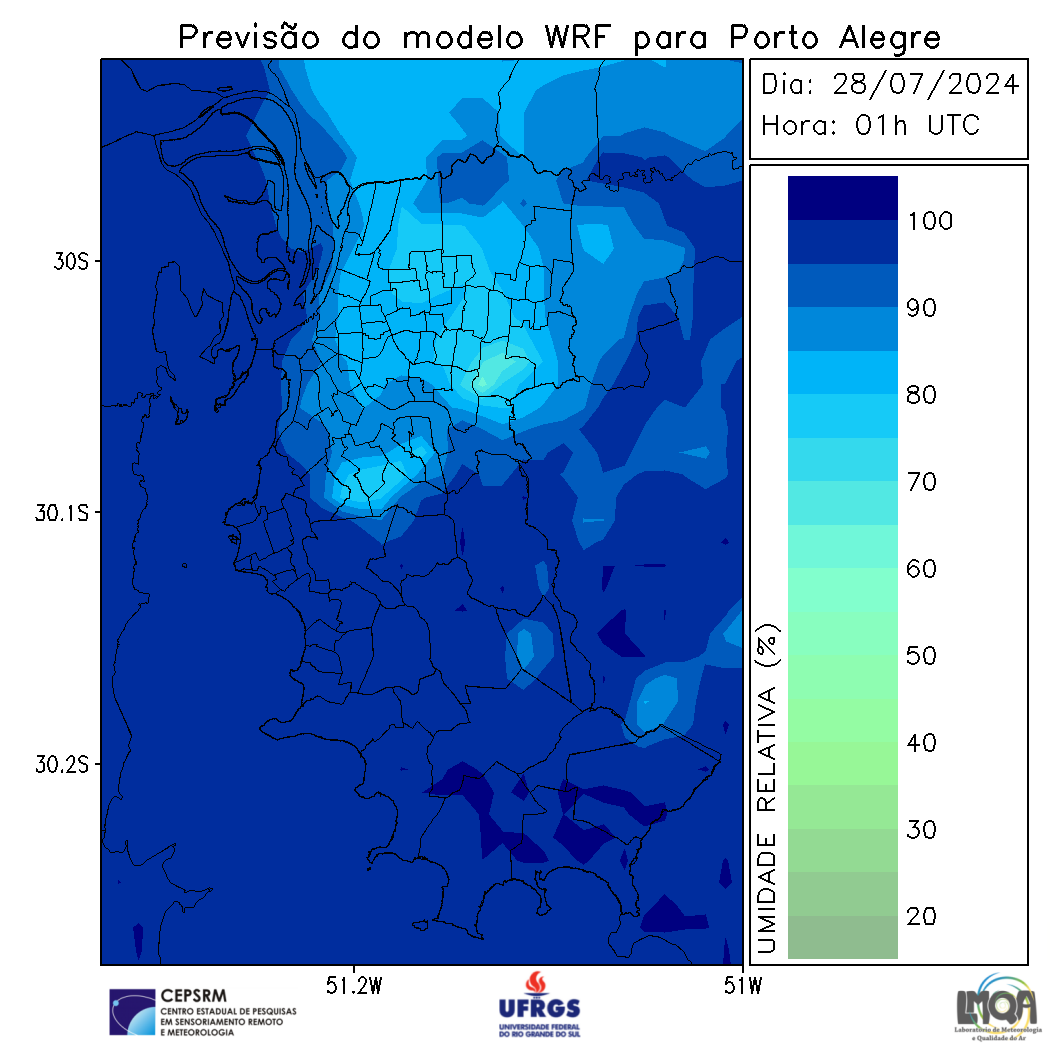 Previsão do modelo WRF para Porto Alegre
Dia: 28/07/2024
Hora: 01h UTC
30S
30.1S
30.2S
51.2W
51W
UMIDADE RELATIVA (%)
100
90
80
70
60
50
40
30
20
CEPSRM
CENTRO ESTADUAL DE PESQUISAS
EM SENSORIAMENTO REMOTO
E METEOROLOGIA
UFRGS
UNIVERSIDADE FEDERAL
DO RIO GRANDE DO SUL
LMQA
Laboratório de Meteorologia
e Qualidade do Ar